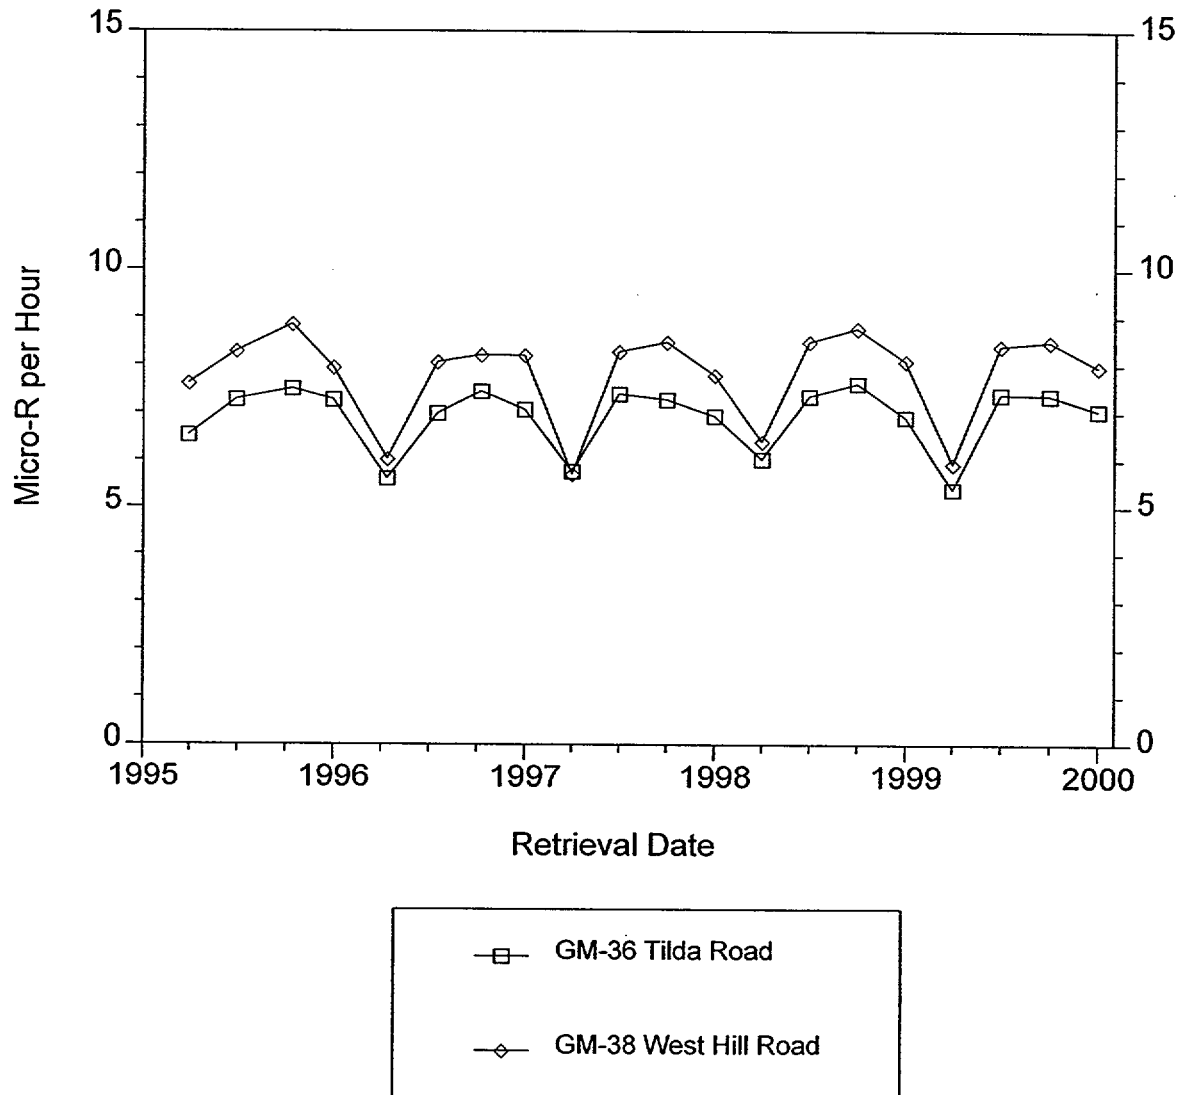 15 15
10 10
Micro-R per Hour
5 5
0 0
1995 1996 1997 1998 1999 2000
Retrieval Date
GM-36 Tilda Road
GM-38 West Hill Road